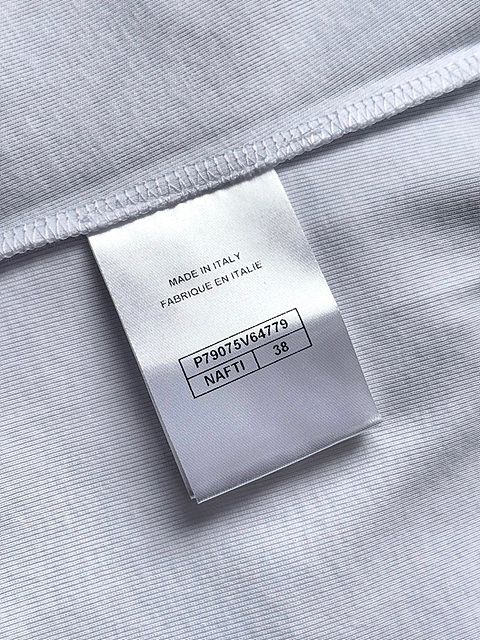 MADE IN ITALY
FABRIQUE EN ITALIE
P79075V64779
NAFTI 38